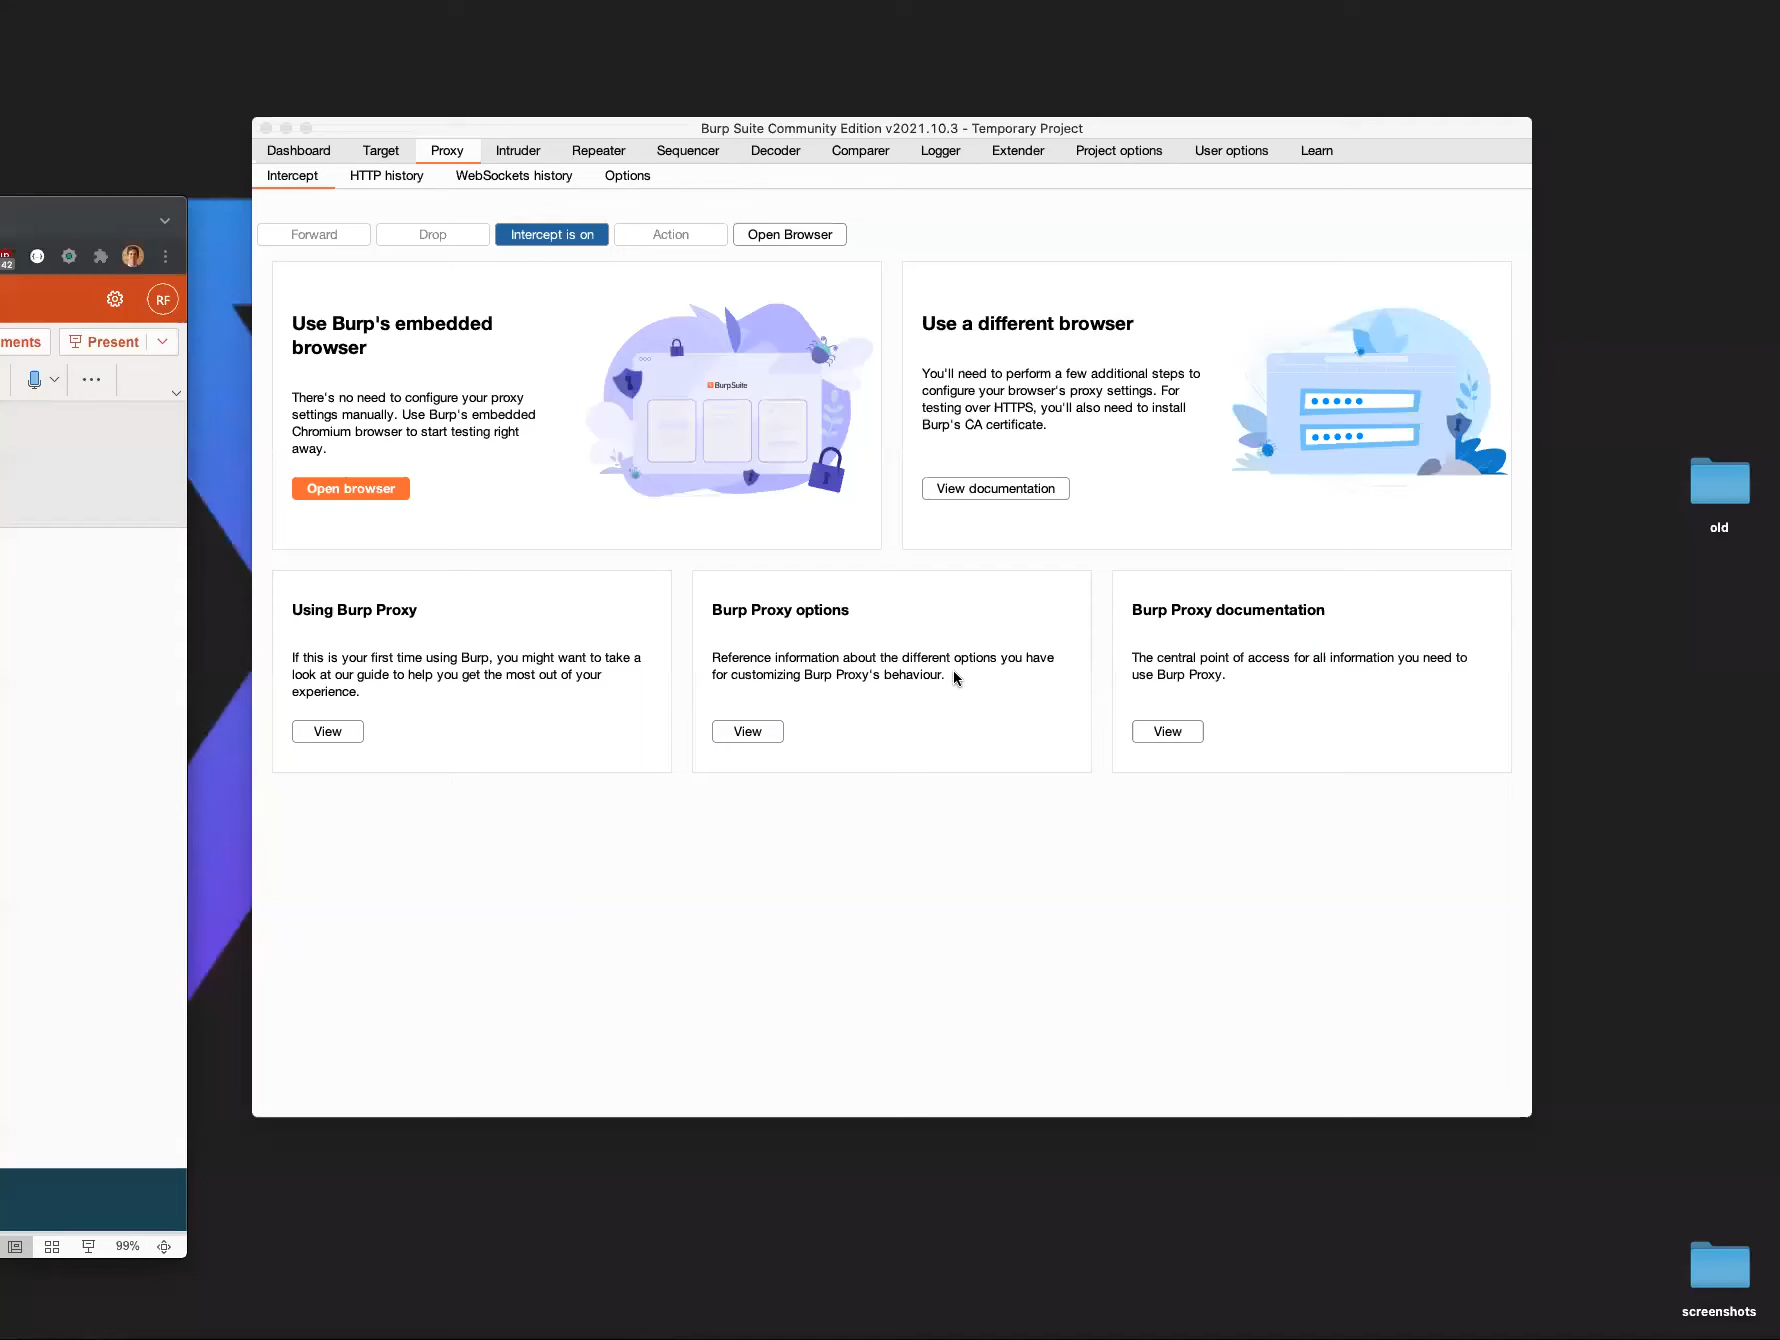 Burp Suite Community Edition v2021.10.3 - Temporary Project
Dashboard Target Proxy Intruder Repeater Sequencer Decoder Comparer Logger Extender Project options User options Learn
Intercept HTTP history WebSockets history Options
Forward Drop Intercept is on Action Open Browser
42
RF
ments Present
Use Burp's embedded
browser
There's no need to configure your proxy
settings manually. Use Burp's embedded
Chromium browser to start testing right
away.
Open browser
BurpSuite
Use a different browser
You'll need to perform a few additional steps to
configure your browser's proxy settings. For
testing over HTTPS, you'll also need to install
Burp's CA certificate.
View documentation
old
Using Burp Proxy
If this is your first time using Burp, you might want to take a
look at our guide to help you get the most out of your
experience.
View
Burp Proxy options
Reference information about the different options you have
for customizing Burp Proxy's behaviour.
View
Burp Proxy documentation
The central point of access for all information you need to
use Burp Proxy.
View
99%
screenshots